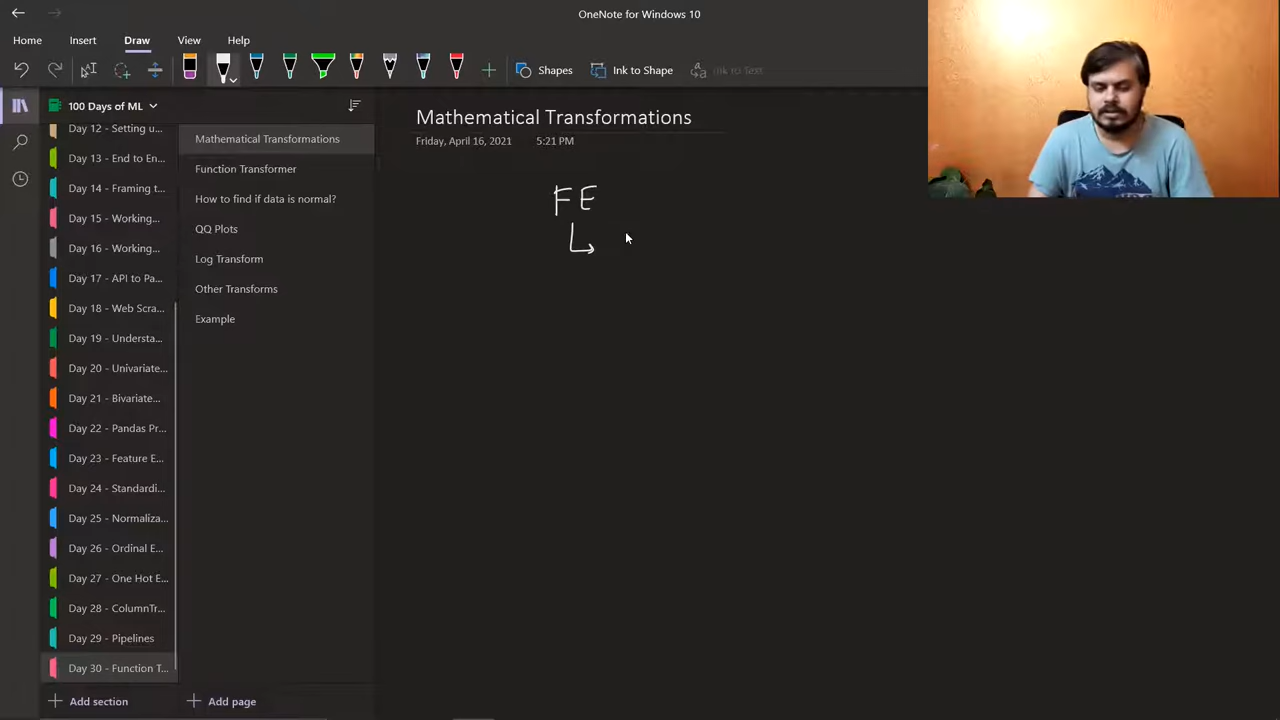 OneNote for Windows 10
Home Insert Draw View Help
Shapes Ink to Shape Ink to Text
100 Days of ML
Day 12 - Setting u...
Day 13 - End to En...
Day 14 - Framing t...
Day 15 - Working...
Day 16 - Working...
Day 17 - API to Pa...
Day 18 - Web Scra...
Day 19 - Understa...
Day 20 - Univariate...
Day 21 - Bivariate...
Day 22 - Pandas Pr...
Day 23 - Feature E...
Day 24 - Standardi...
Day 25 - Normaliza...
Day 26 - Ordinal E...
Day 27 - One Hot E...
Day 28 - ColumnTr...
Day 29 - Pipelines
Day 30 - Function T...
Add section
Mathematical Transformations
Function Transformer
How to find if data is normal?
QQ Plots
Log Transform
Other Transforms
Example
Add page
Mathematical Transformations
Friday, April 16, 2021 5:21 PM
FE